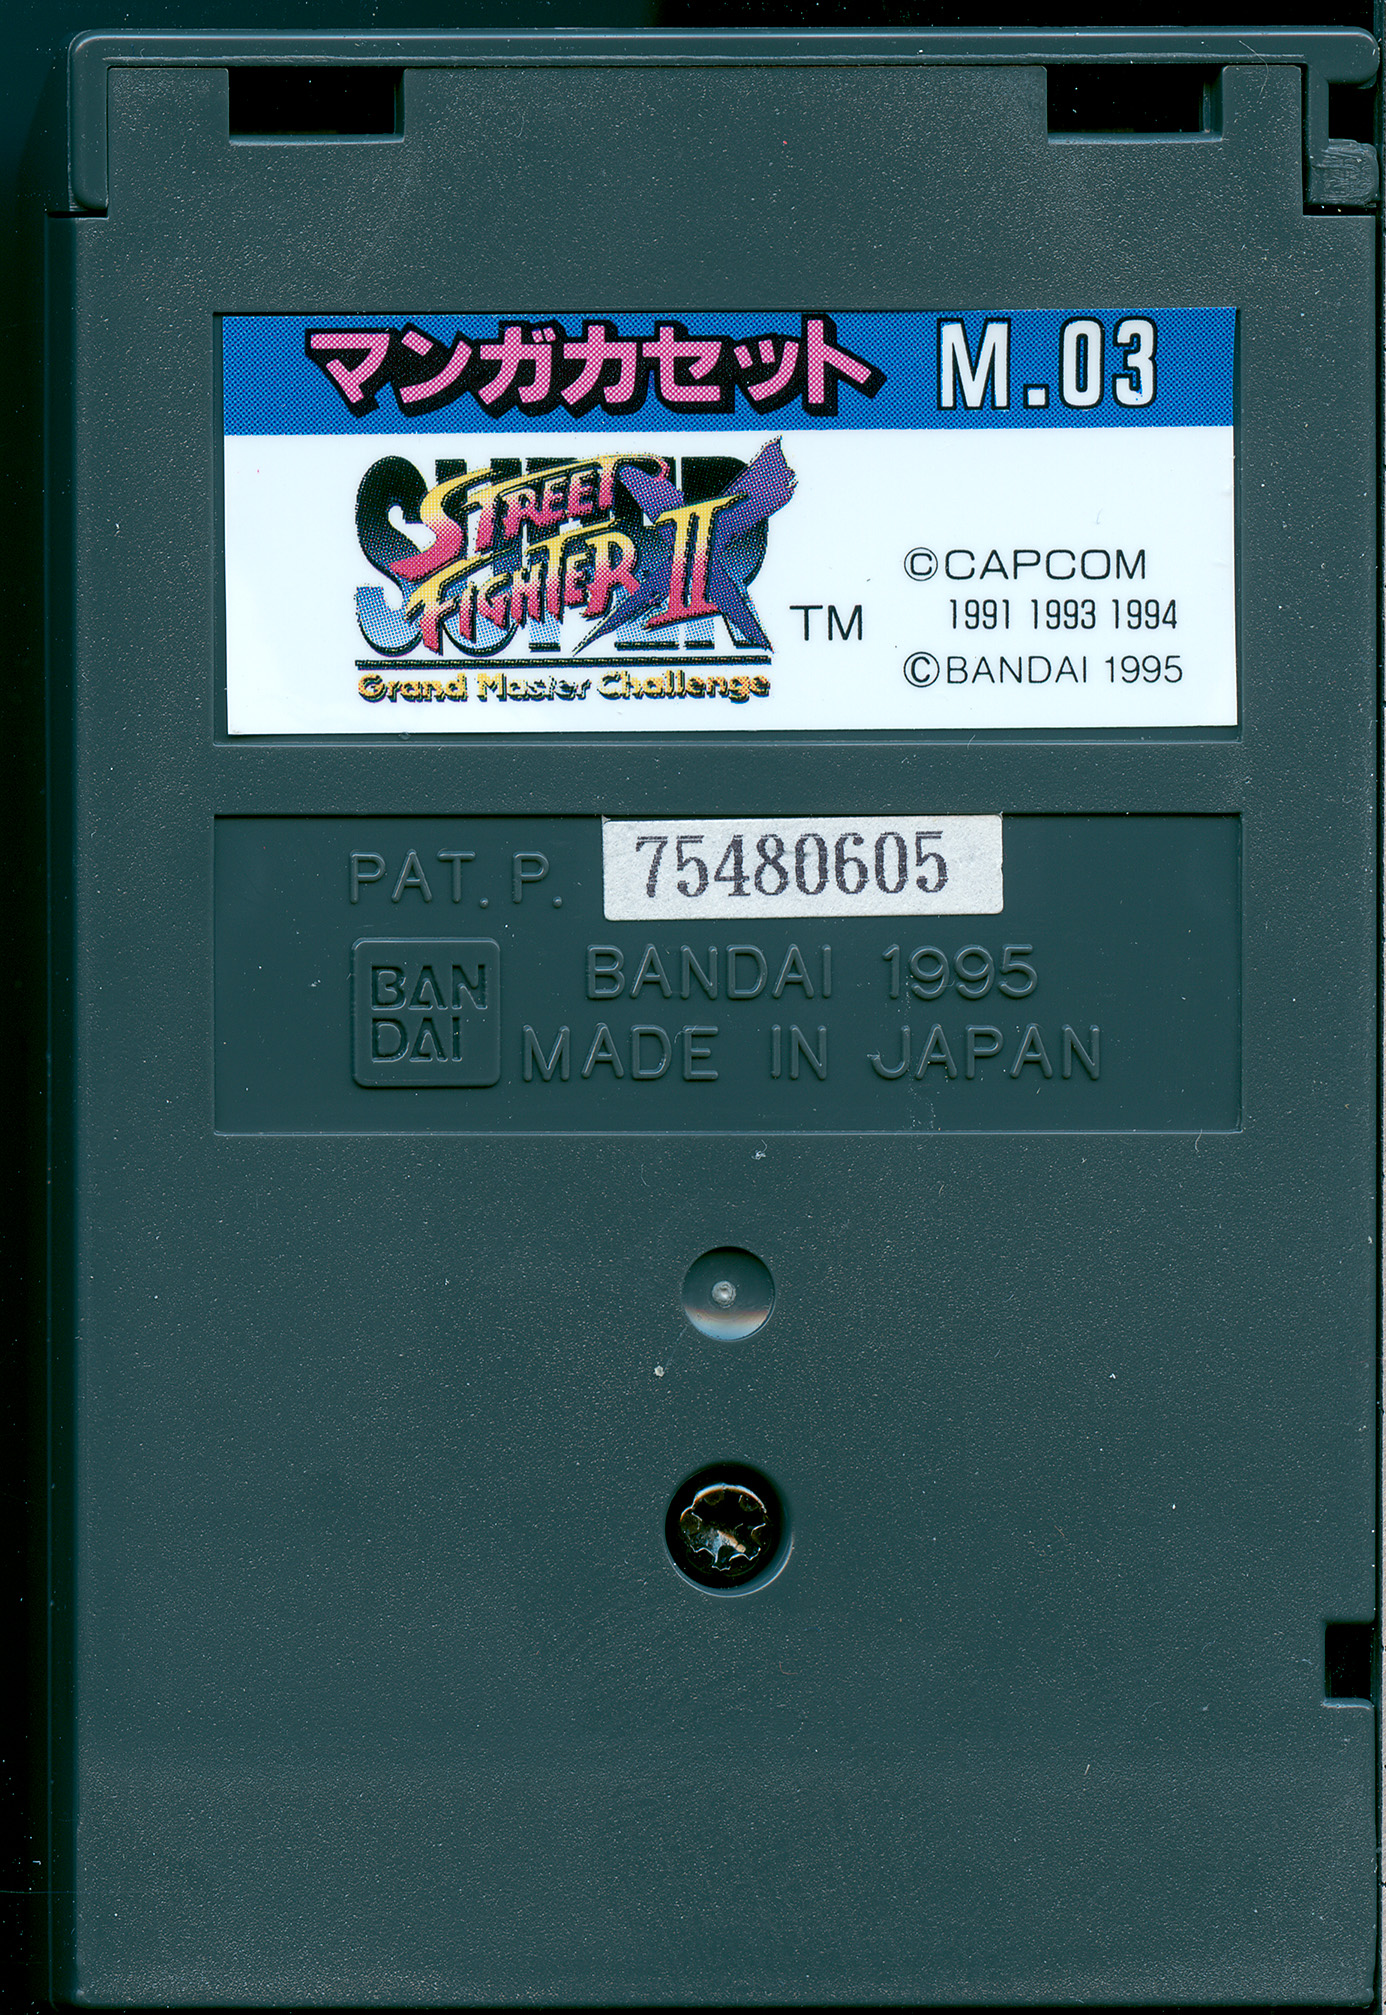 マンガカセット M.03
SUPER
STREET
FIGHTER II X
Grand Master Challenge
TM
©CAPCOM
1991 1993 1994
©BANDAI 1995
PAT. P. 75480605
BAN
DAI
BANDAI 1995
MADE IN JAPAN